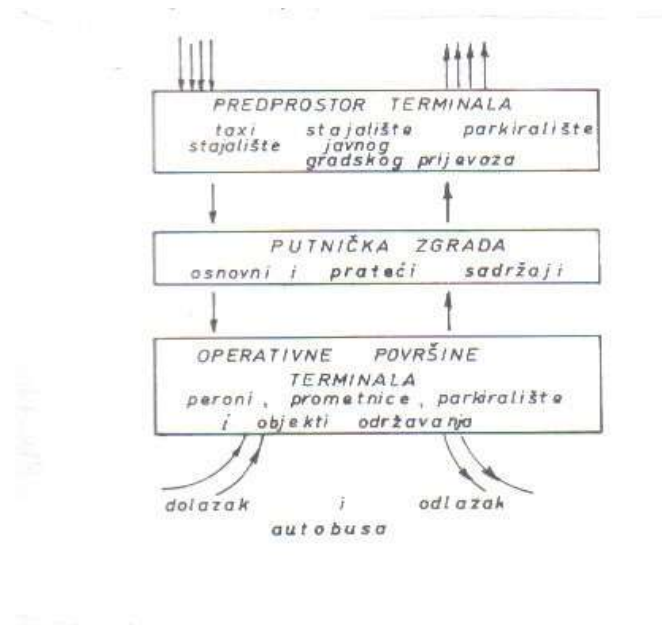 PREDPROSTOR TERMINALA
taxi stajalište parkiralište
stajalište javnog
gradskog prijevoza
PUTNIČKA ZGRADA
osnovni i prateći sadržaji
OPERATIVNE POVRŠINE
TERMINALA
peroni, prometnice, parkiralište
i objekti održavanja
dolazak i odlazak
autobusa